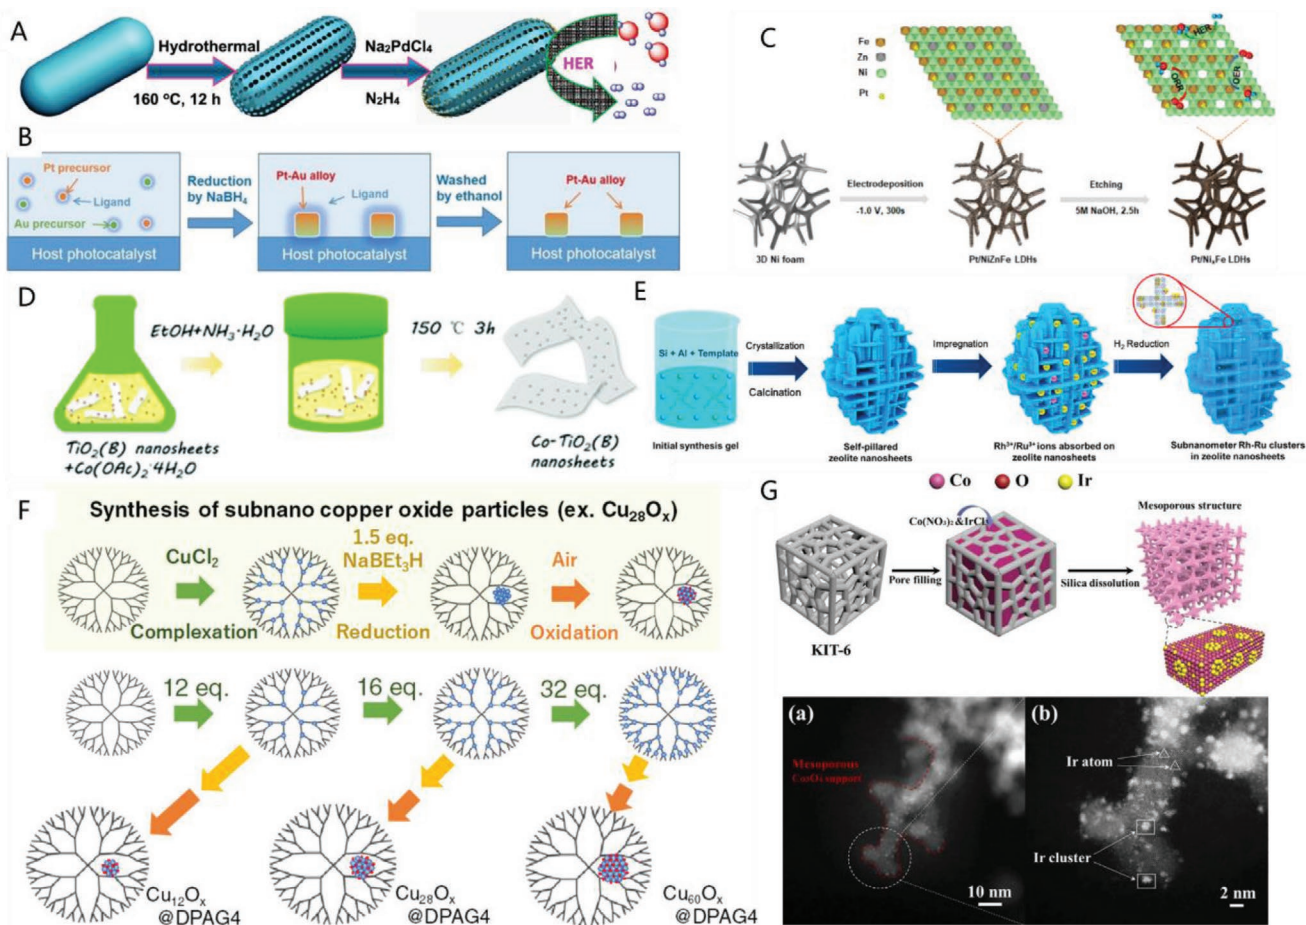 A
Hydrothermal
160 °C, 12 h
Na₂PdCl₄
N₂H₄
HER
B
Pt precursor
Ligand
Au precursor
Host photocatalyst
Reduction
by NaBH₄
Pt-Au alloy
Ligand
Host photocatalyst
Washed
by ethanol
Pt-Au alloy
Host photocatalyst
C
Fe
Zn
Ni
Pt
HER
ORR
OER
Electrodeposition
-1.0 V, 300s
Etching
5M NaOH, 2.5h
3D Ni foam
Pt/NiZnFe LDHs
Pt/NiₓFe LDHs
D
EtOH+NH₃·H₂O
150 ℃ 3h
TiO₂(B) nanosheets
+Co(OAc)₂·4H₂O
Co-TiO₂(B)
nanosheets
E
Si + Al + Template
Initial synthesis gel
Crystallization
Calcination
Self-pillared
zeolite nanosheets
Impregnation
Rh³⁺/Ru³⁺ ions absorbed on
zeolite nanosheets
H₂ Reduction
Subnanometer Rh-Ru clusters
in zeolite nanosheets
F
Synthesis of subnano copper oxide particles (ex. Cu₂₈Oₓ)
CuCl₂
Complexation
1.5 eq.
NaBEt₃H
Reduction
Air
Oxidation
12 eq.
16 eq.
32 eq.
Cu₁₂Oₓ
@DPAG4
Cu₂₈Oₓ
@DPAG4
Cu₆₀Oₓ
@DPAG4
G
Co
O
Ir
KIT-6
Pore filling
Co(NO₃)₂ &IrCl₃
Silica dissolution
Mesoporous structure
(a)
Mesoporous
Co₃O₄ support
10 nm
(b)
Ir atom
Ir cluster
2 nm